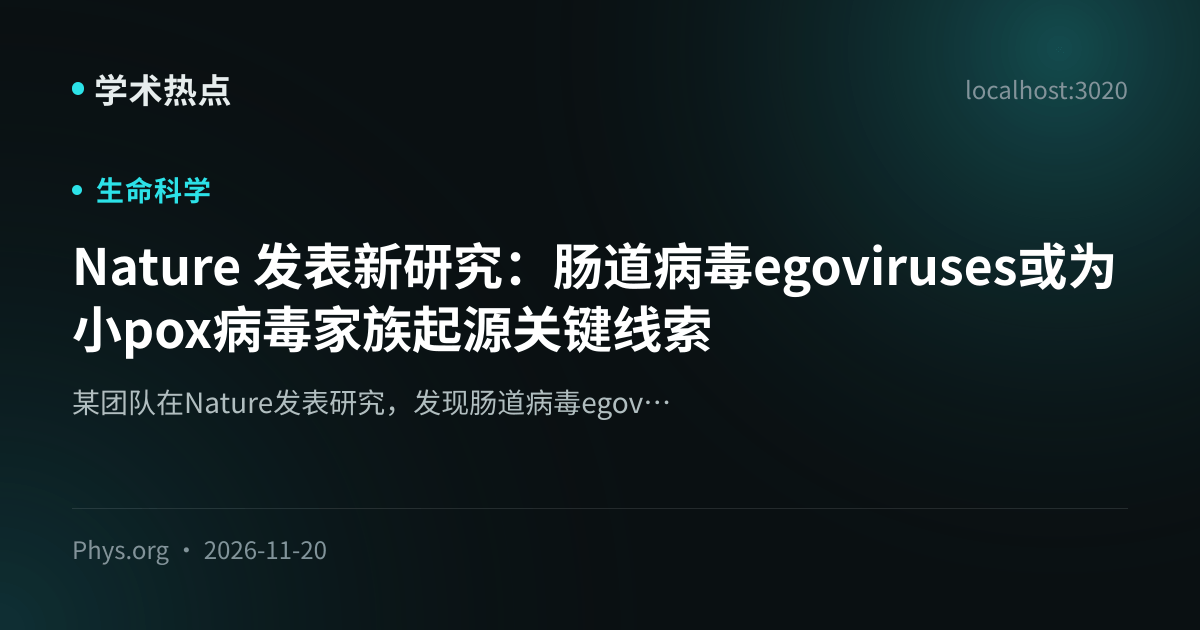 学术热点
localhost:3020
生命科学
Nature 发表新研究：肠道病毒egoviruses或为
小pox病毒家族起源关键线索
某团队在Nature发表研究，发现肠道病毒egov…
Phys.org · 2026-11-20